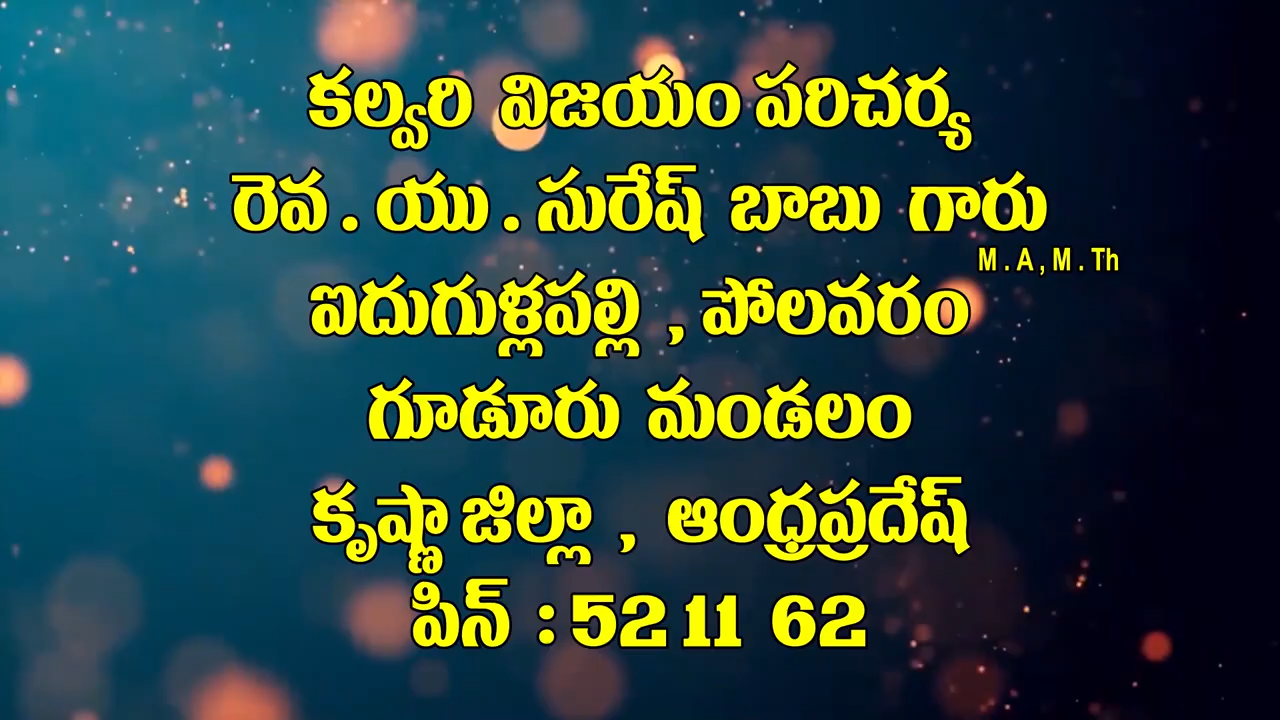 కల్వరి విజయం పరిచర్య
రెవ . యు . సురేష్ బాబు గారు
M . A , M . Th
ఐదుగుళ్లపల్లి , పోలవరం
గూడూరు మండలం
కృష్ణా జిల్లా , ఆంధ్రప్రదేశ్
పిన్ : 52 11 62